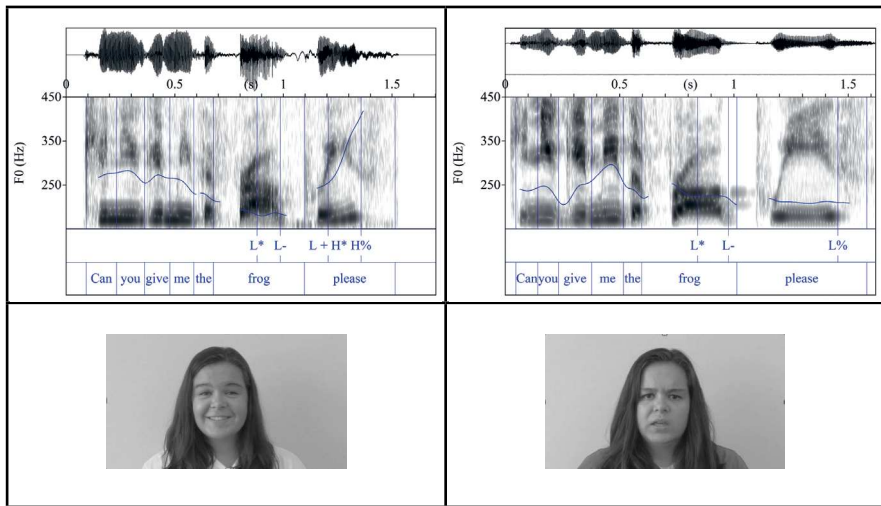 0 0.5 (s) 1 1.5
450
350
250
F0 (Hz)
L* L- L + H* H%
Can you give me the frog please
0 0.5 (s) 1 1.5
450
350
250
F0 (Hz)
L* L- L%
Can you give me the frog please